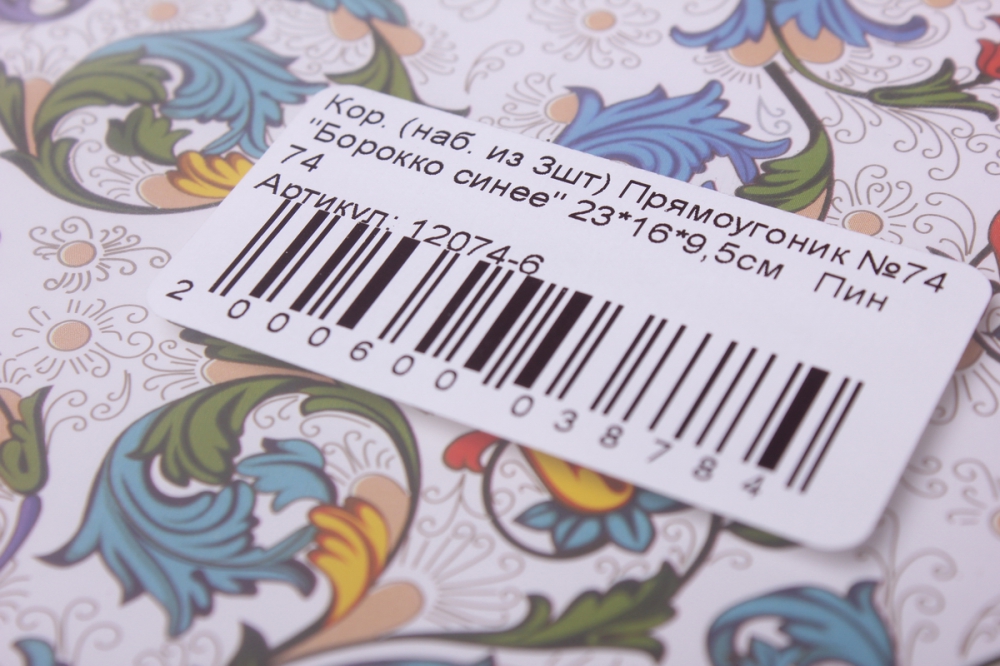 Кор. (наб. из 3шт) Прямоугоник №74
"Борокко синее" 23*16*9,5см Пин
74
Артикул.: 12074-6
2 000600 038784